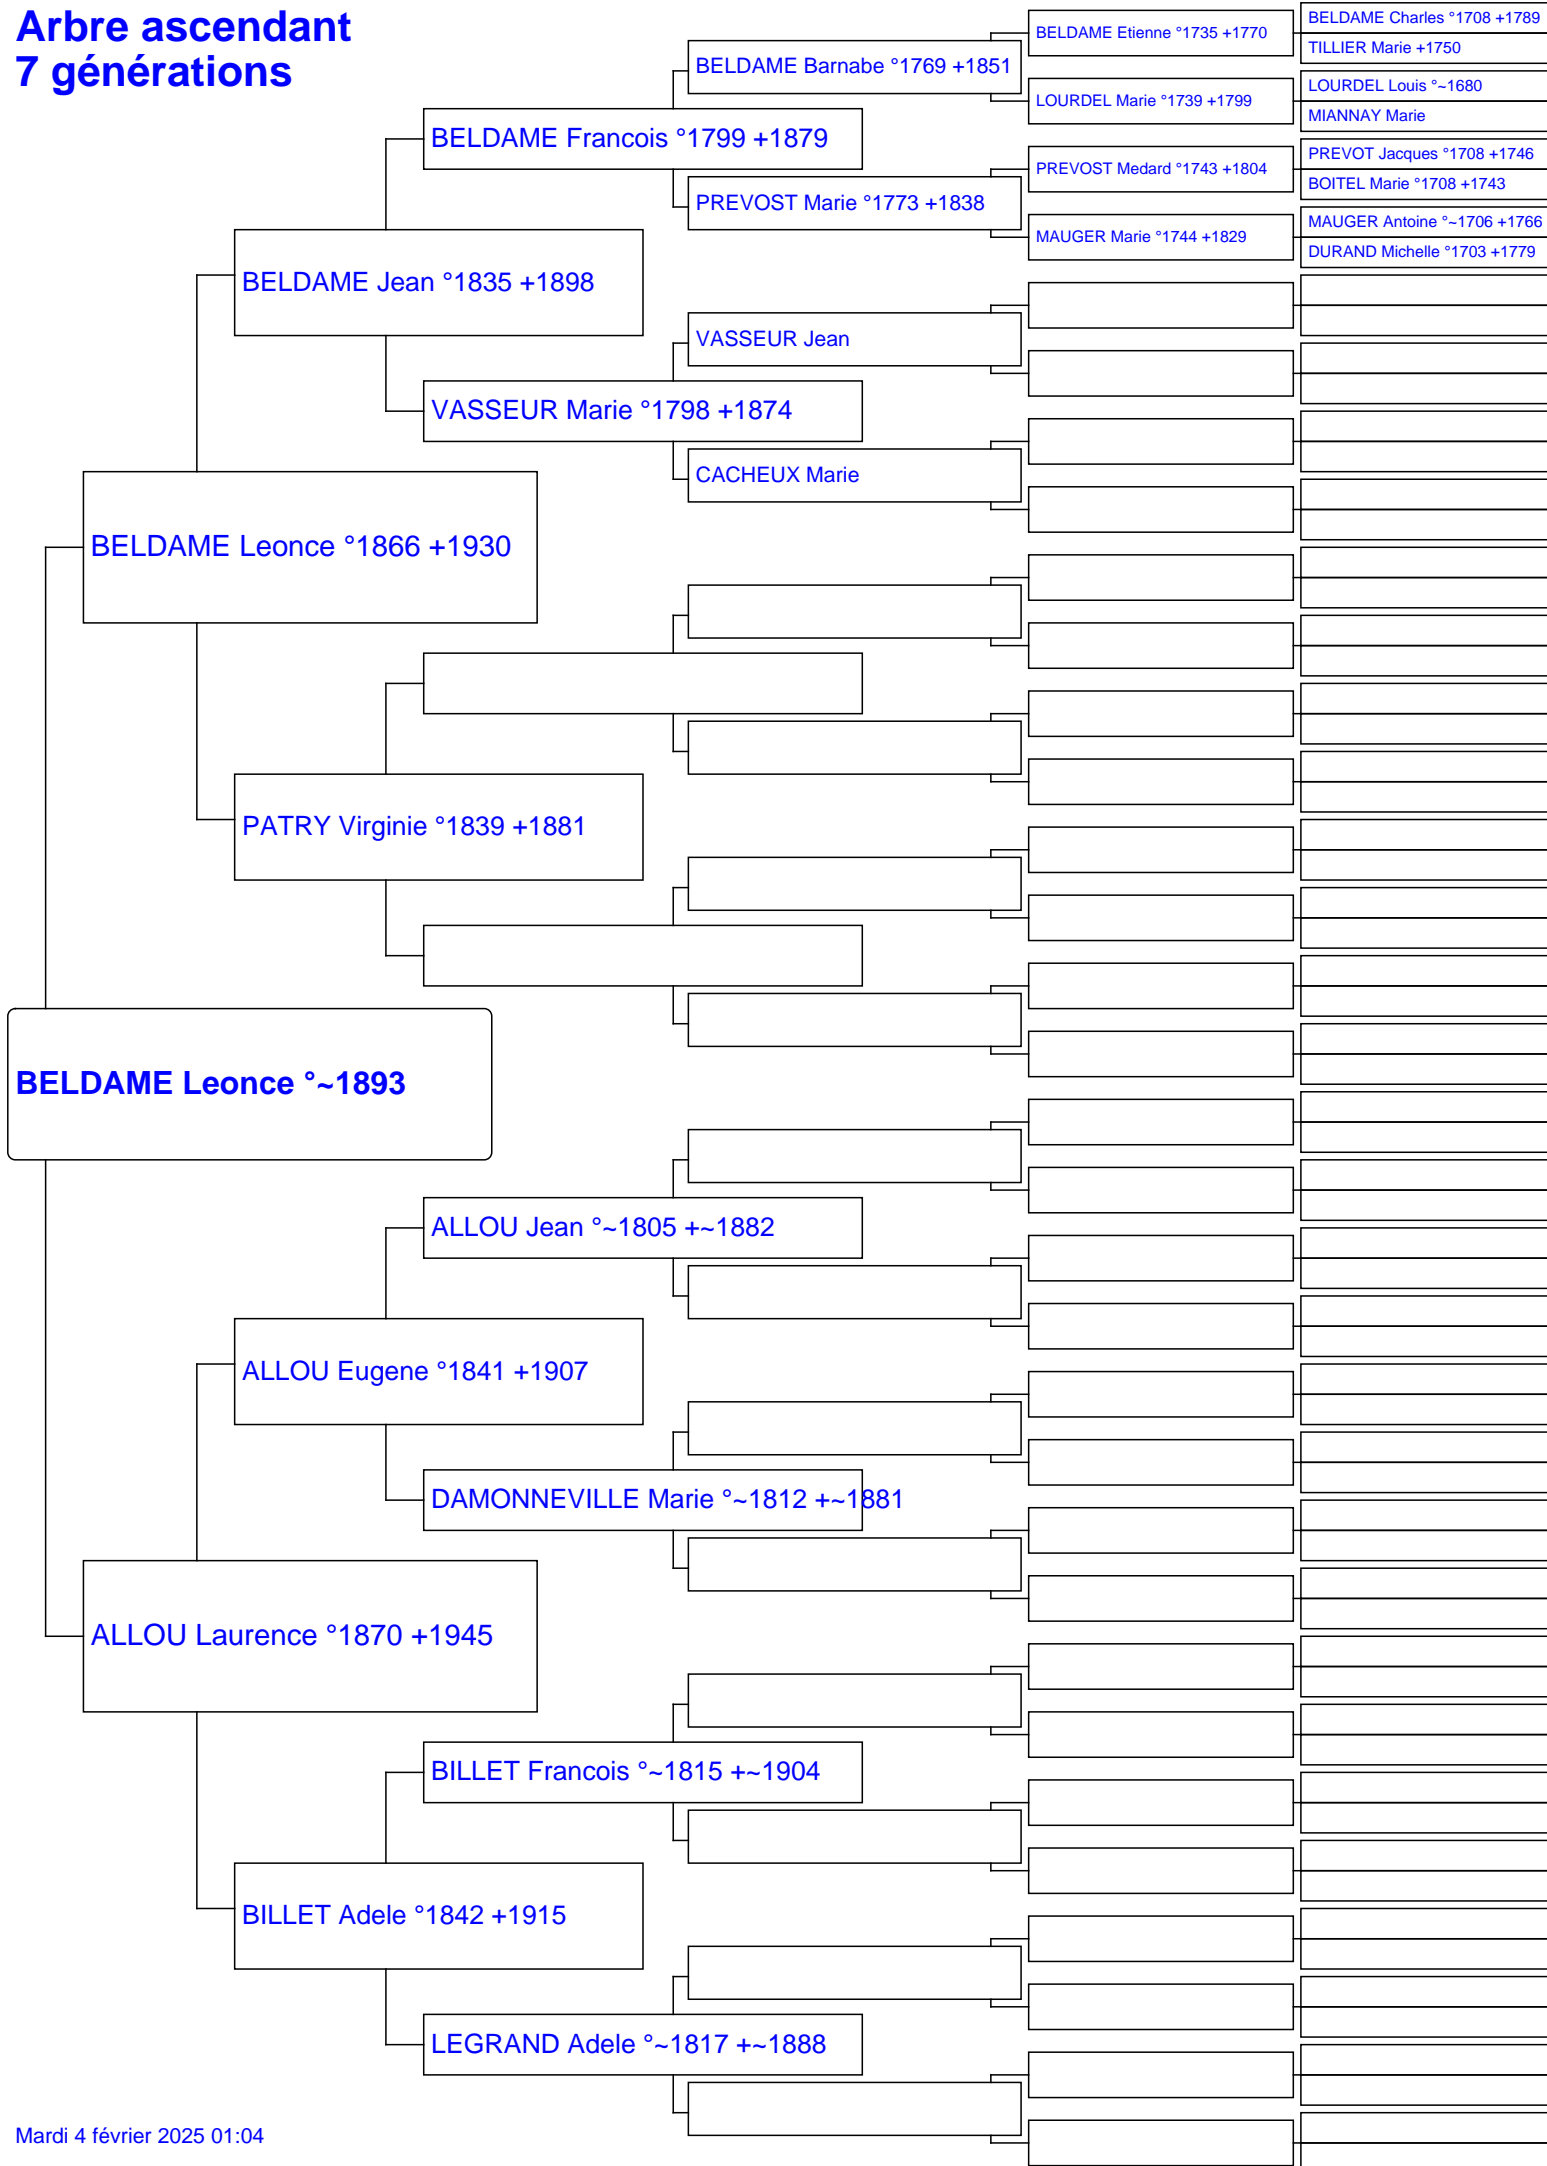 Arbre ascendant
7 générations
BELDAME Leonce °~1893
BELDAME Leonce °1866 +1930
ALLOU Laurence °1870 +1945
BELDAME Jean °1835 +1898
PATRY Virginie °1839 +1881
ALLOU Eugene °1841 +1907
BILLET Adele °1842 +1915
BELDAME Francois °1799 +1879
VASSEUR Marie °1798 +1874
ALLOU Jean °~1805 +~1882
DAMONNEVILLE Marie °~1812 +~1881
BILLET Francois °~1815 +~1904
LEGRAND Adele °~1817 +~1888
BELDAME Barnabe °1769 +1851
PREVOST Marie °1773 +1838
VASSEUR Jean
CACHEUX Marie
BELDAME Etienne °1735 +1770
LOURDEL Marie °1739 +1799
PREVOST Medard °1743 +1804
MAUGER Marie °1744 +1829
BELDAME Charles °1708 +1789
TILLIER Marie +1750
LOURDEL Louis °~1680
MIANNAY Marie
PREVOT Jacques °1708 +1746
BOITEL Marie °1708 +1743
MAUGER Antoine °~1706 +1766
DURAND Michelle °1703 +1779
Mardi 4 février 2025 01:04